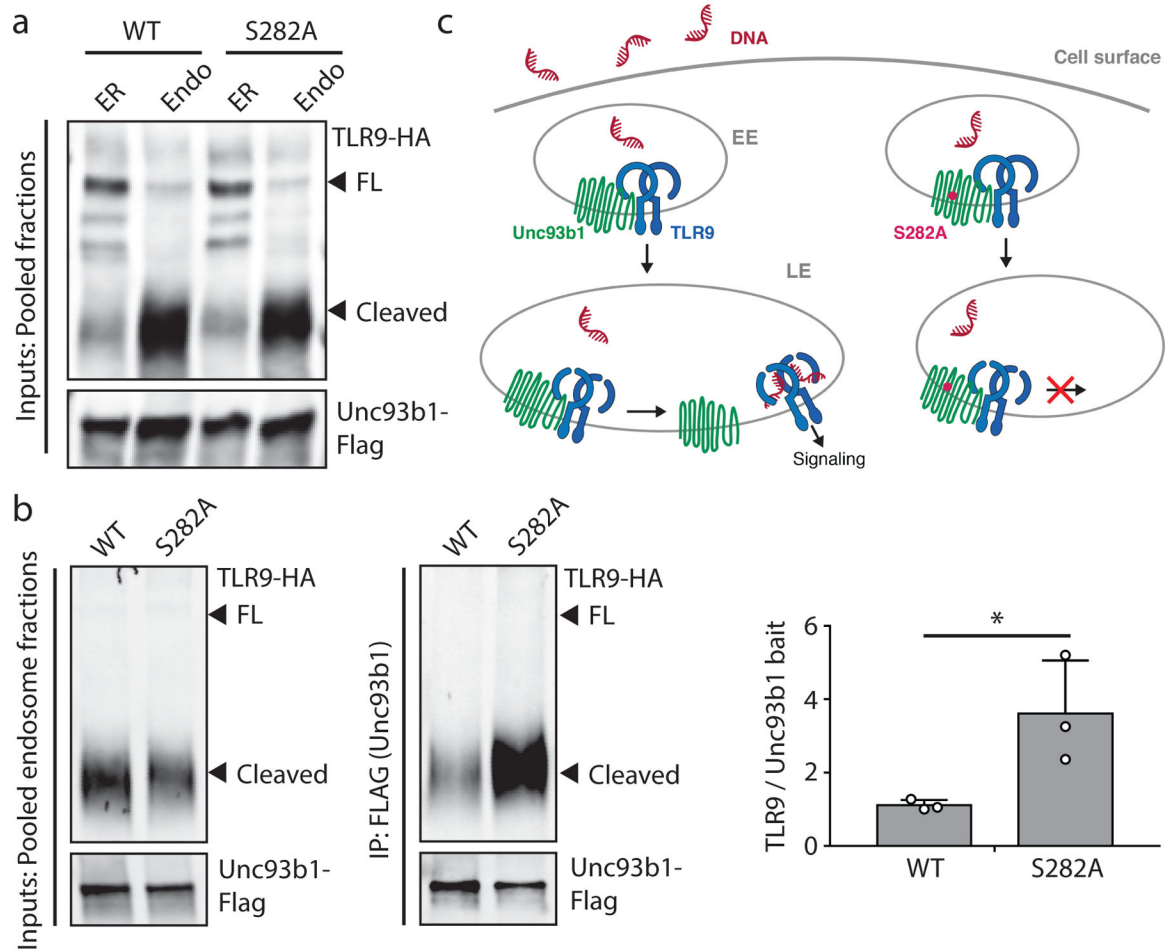 a
WT
S282A
ER
Endo
ER
Endo
Inputs: Pooled fractions
TLR9-HA
FL
Cleaved
Unc93b1-
Flag
c
DNA
Cell surface
EE
Unc93b1
TLR9
S282A
LE
Signaling
b
Inputs: Pooled endosome fractions
WT
S282A
TLR9-HA
FL
Cleaved
Unc93b1-
Flag
IP: FLAG (Unc93b1)
WT
S282A
TLR9-HA
FL
Cleaved
Unc93b1-
Flag
TLR9 / Unc93b1 bait
6
4
2
0
*
WT
S282A